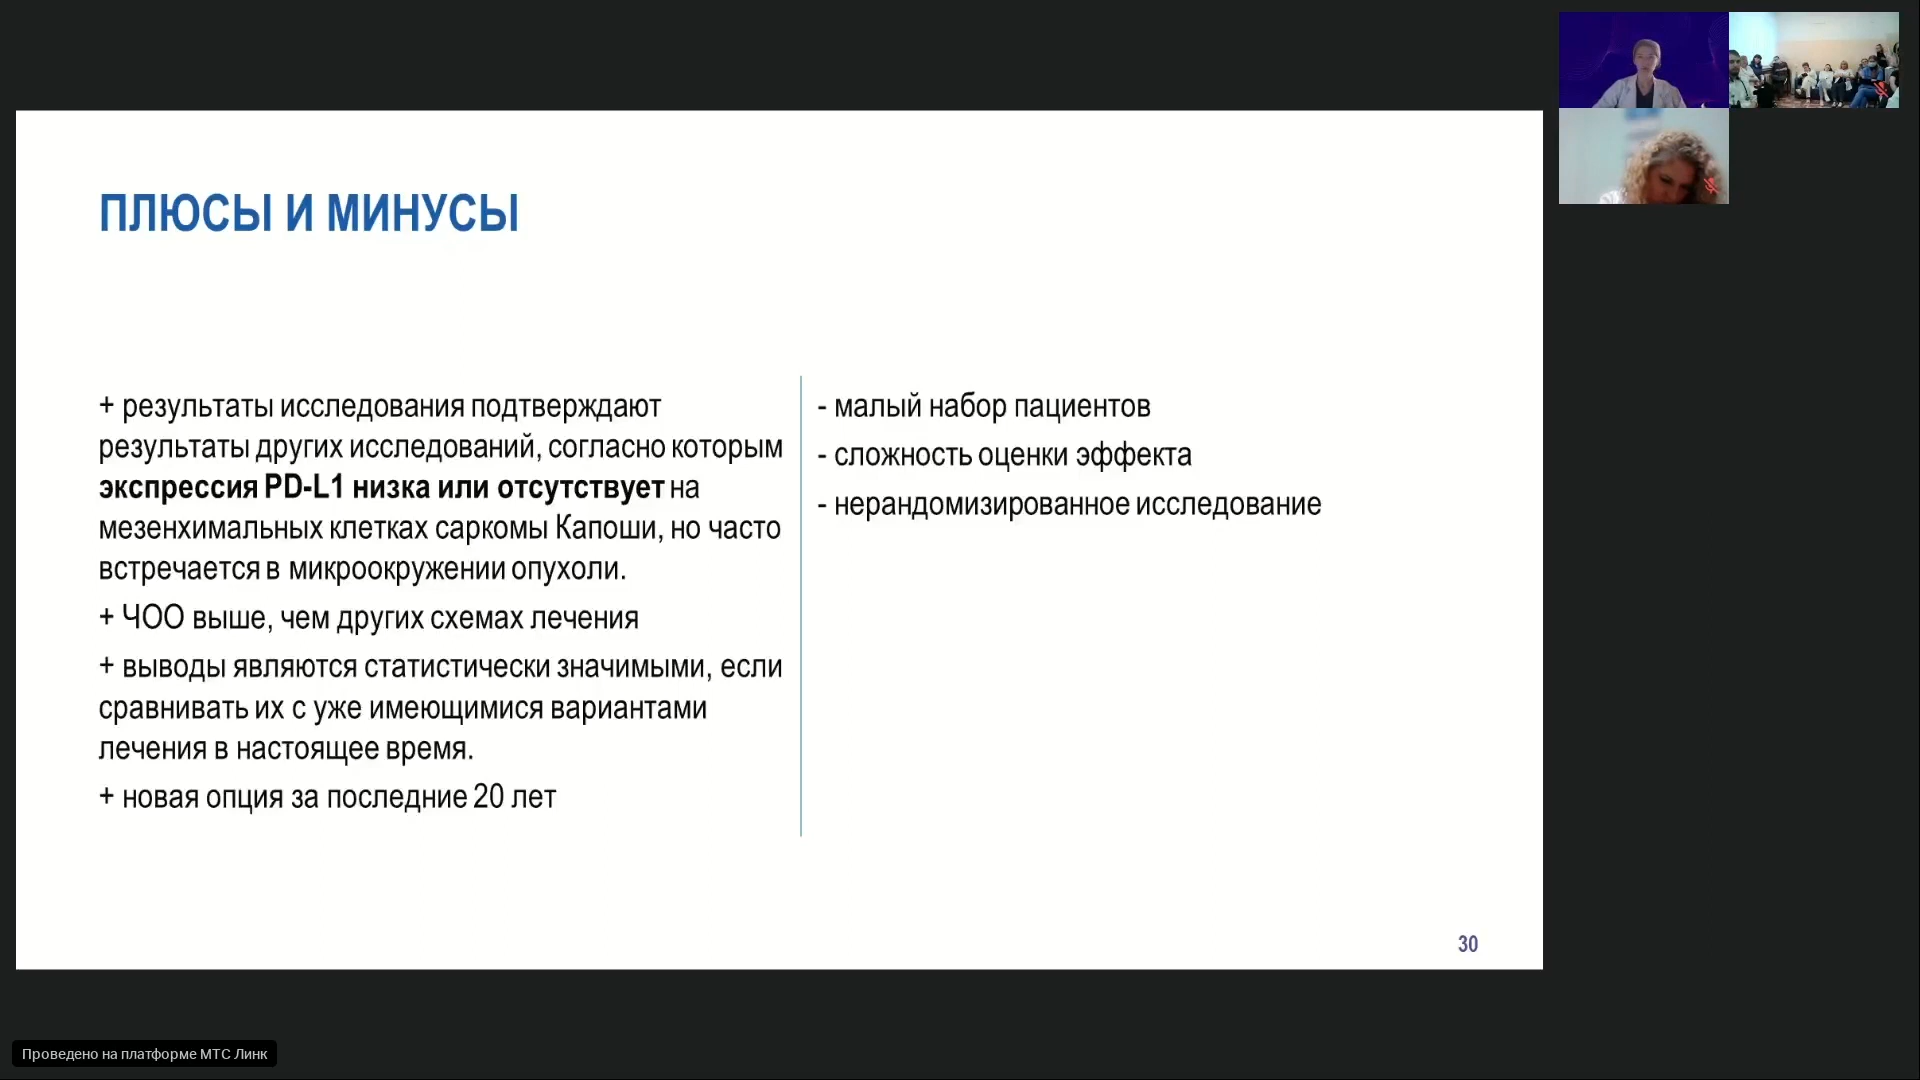 ПЛЮСЫ И МИНУСЫ
+ результаты исследования подтверждают
результаты других исследований, согласно которым
экспрессия PD-L1 низка или отсутствует на
мезенхимальных клетках саркомы Капоши, но часто
встречается в микроокружении опухоли.
+ ЧОО выше, чем других схемах лечения
+ выводы являются статистически значимыми, если
сравнивать их с уже имеющимися вариантами
лечения в настоящее время.
+ новая опция за последние 20 лет
- малый набор пациентов
- сложность оценки эффекта
- нерандомизированное исследование
30
Проведено на платформе МТС Линк